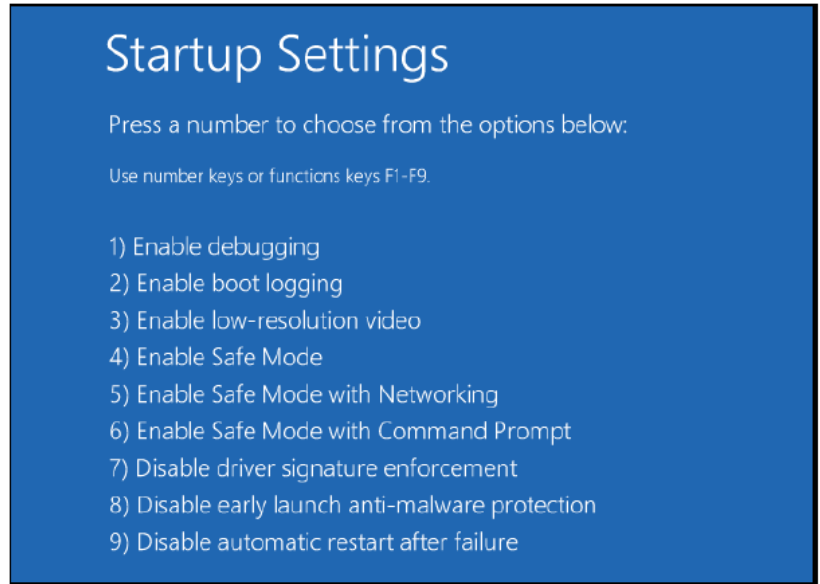 Startup Settings
Press a number to choose from the options below:
Use number keys or functions keys F1-F9.
1) Enable debugging
2) Enable boot logging
3) Enable low-resolution video
4) Enable Safe Mode
5) Enable Safe Mode with Networking
6) Enable Safe Mode with Command Prompt
7) Disable driver signature enforcement
8) Disable early launch anti-malware protection
9) Disable automatic restart after failure